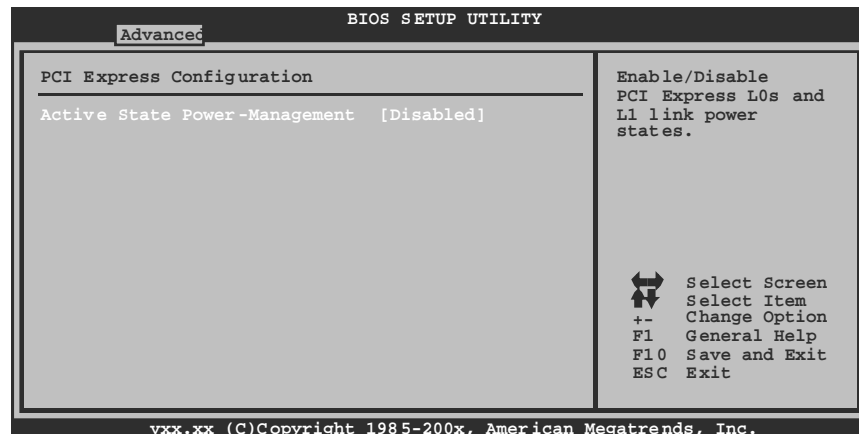 BIOS SETUP UTILITY
Advanced
PCI Express Configuration
Active State Power-Management [Disabled]
Enable/Disable
PCI Express L0s and
L1 link power
states.
Select Screen
Select Item
+- Change Option
F1 General Help
F10 Save and Exit
ESC Exit
vxx.xx (C)Copyright 1985-200x, American Megatrends, Inc.